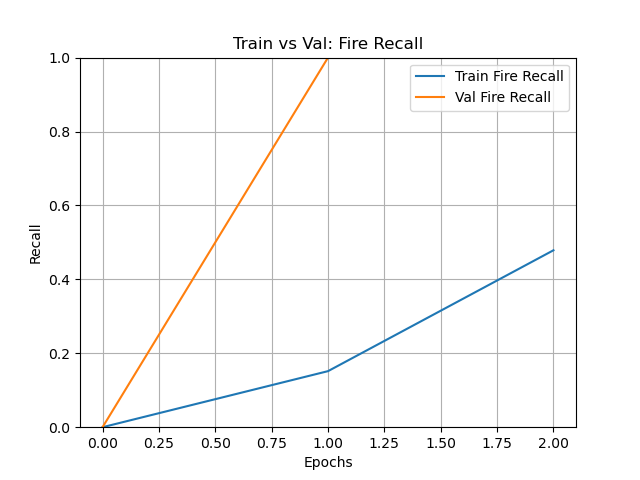 Train vs Val: Fire Recall
Train Fire Recall
Val Fire Recall
Recall
1.0
0.8
0.6
0.4
0.2
0.0
0.00 0.25 0.50 0.75 1.00 1.25 1.50 1.75 2.00
Epochs